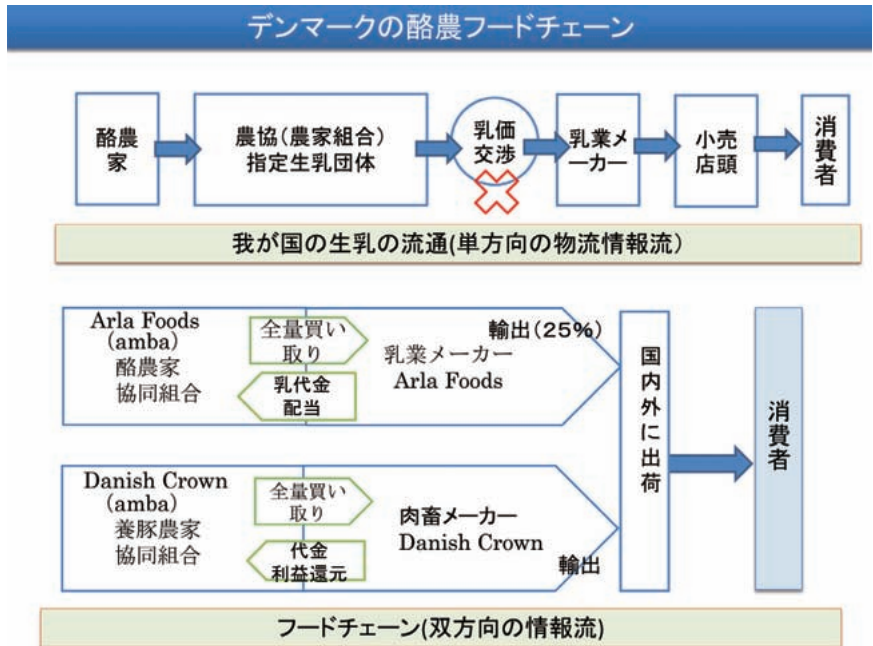 デンマークの酪農フードチェーン
酪農
家
農協(農家組合)
指定生乳団体
乳価
交渉
乳業メ
ーカー
小売
店頭
消費者
我が国の生乳の流通(単方向の物流情報流)
Arla Foods
(amba)
酪農家
協同組合
全量買い
取り
乳代金
配当
輸出(25%)
乳業メーカー
Arla Foods
Danish Crown
(amba)
養豚農家
協同組合
全量買い
取り
代金
利益還元
肉畜メーカー
Danish Crown
輸出
国内外に出荷
消費者
フードチェーン(双方向の情報流)